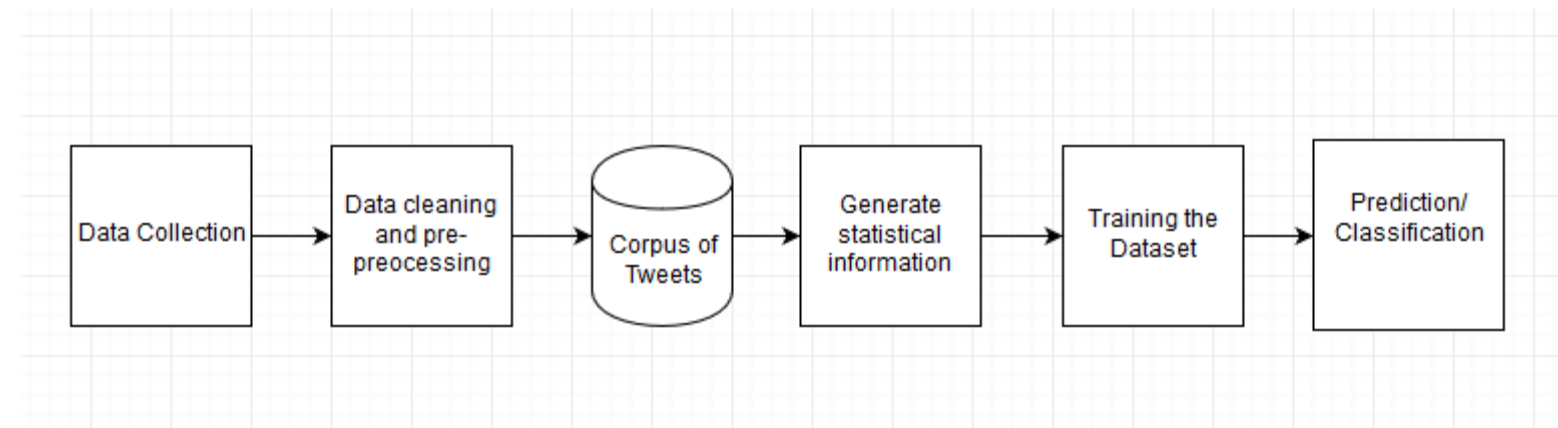 Data Collection
Data cleaning
and pre-
preocessing
Corpus of
Tweets
Generate
statistical
information
Training the
Dataset
Prediction/
Classification